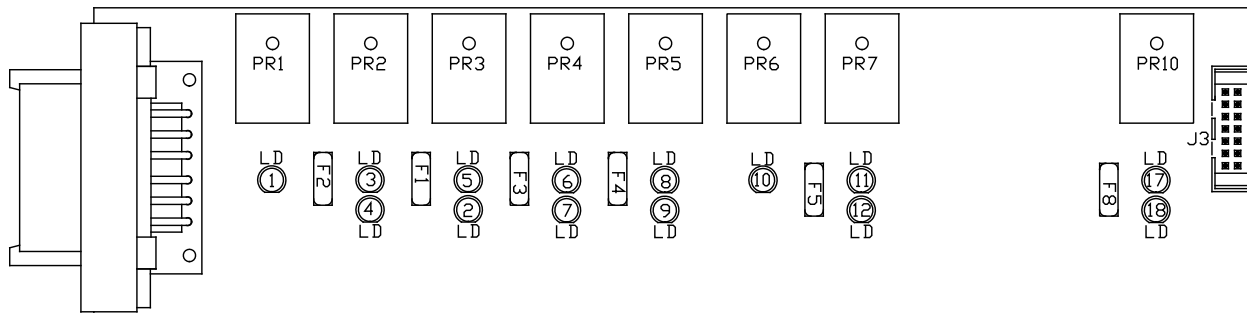 PR1 PR2 PR3 PR4 PR5 PR6 PR7 PR10
J3
LD LD LD LD LD LD LD LD
1 F2 3 F1 5 F3 6 F4 8 10 F5 11 F8 17
4 2 7 9 12 18
LD LD LD LD LD LD